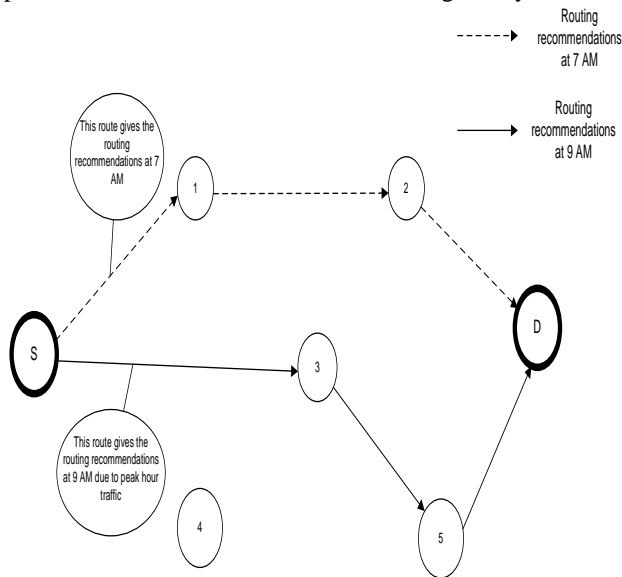 Routing
recommendations
at 7 AM
Routing
recommendations
at 9 AM
This route gives the
routing
recommendations at 7
AM
1
2
S
D
3
This route gives the
routing recommendations
at 9 AM due to peak hour
traffic
4
5